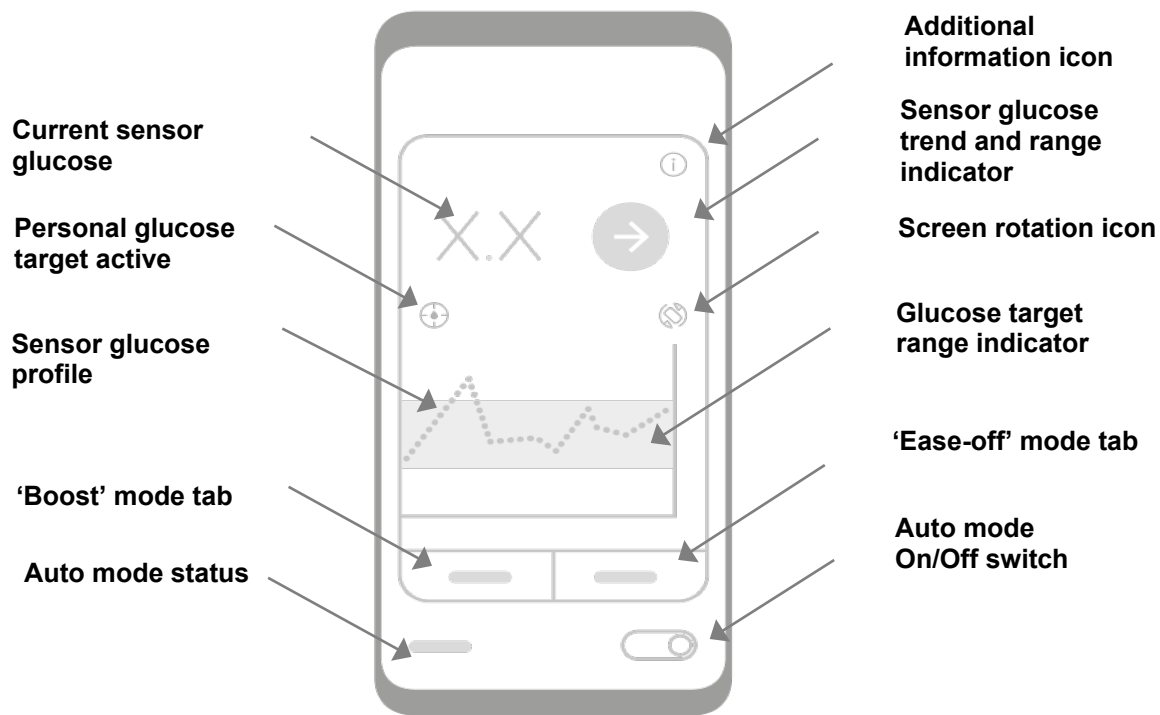 Additional
information icon
Current sensor
glucose
Sensor glucose
trend and range
indicator
i
X.X
Personal glucose
target active
Screen rotation icon
Sensor glucose
profile
Glucose target
range indicator
‘Boost’ mode tab
‘Ease-off’ mode tab
Auto mode status
Auto mode
On/Off switch